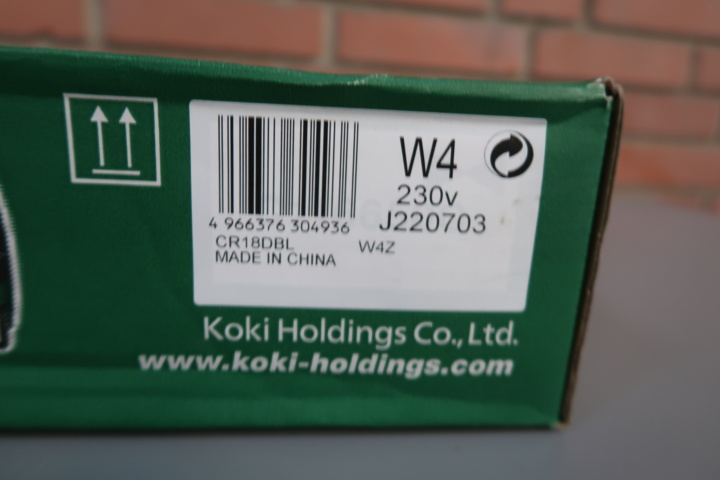 W4
230v
J220703
4 966376 304936
CR18DBL W4Z
MADE IN CHINA
Koki Holdings Co., Ltd.
www.koki-holdings.com